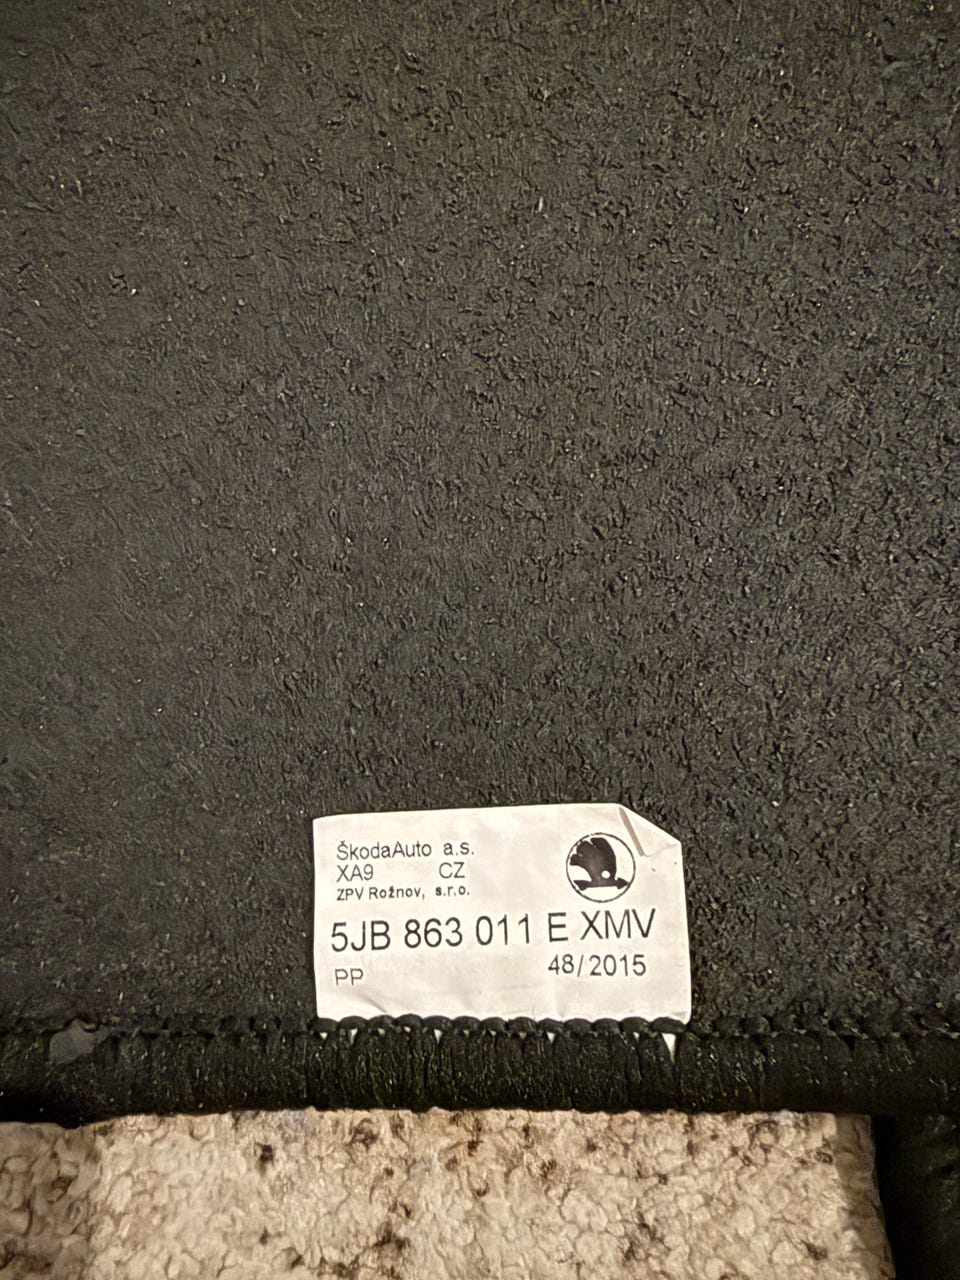 ŠkodaAuto a.s.
XA9 CZ
ZPV Rožnov, s.r.o.
5JB 863 011 E XMV
PP 48/2015